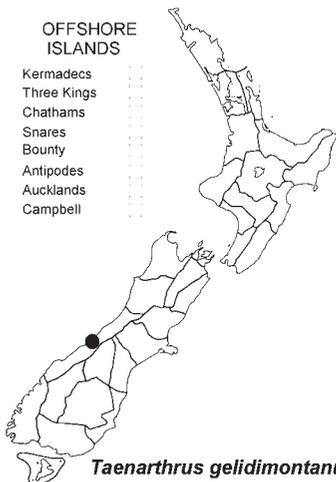 OFFSHORE
ISLANDS
Kermadecs : :
Three Kings : :
Chathams : :
Snares : :
Bounty : :
Antipodes : :
Aucklands : :
Campbell : :
Taenarthrus gelidimontanu